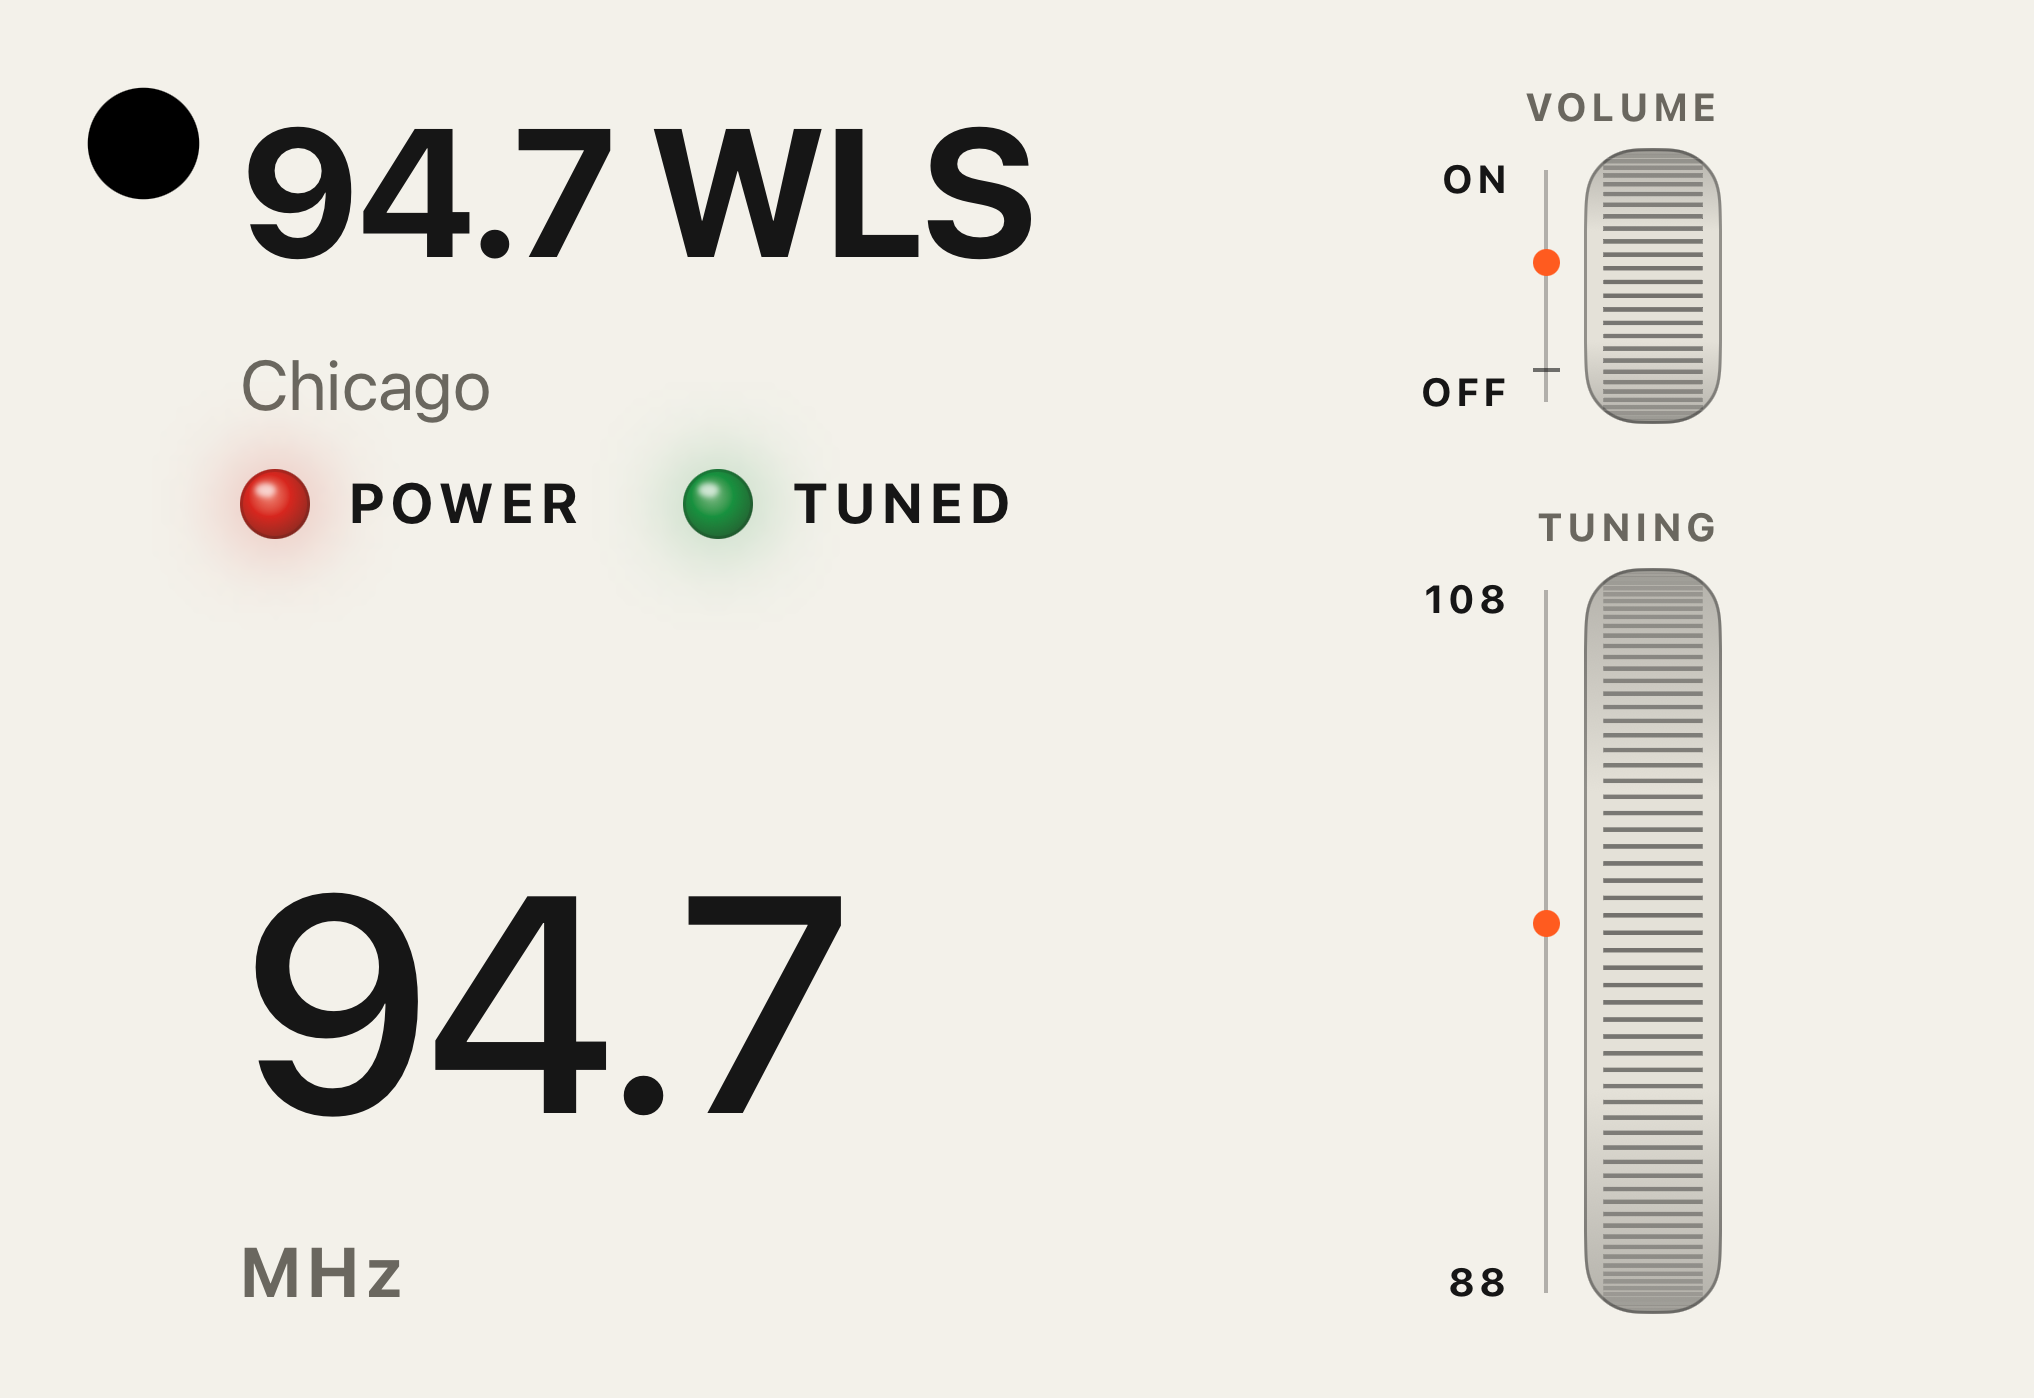 94.7 WLS
Chicago
POWER
TUNED
94.7
MHz
VOLUME
ON
OFF
TUNING
108
88